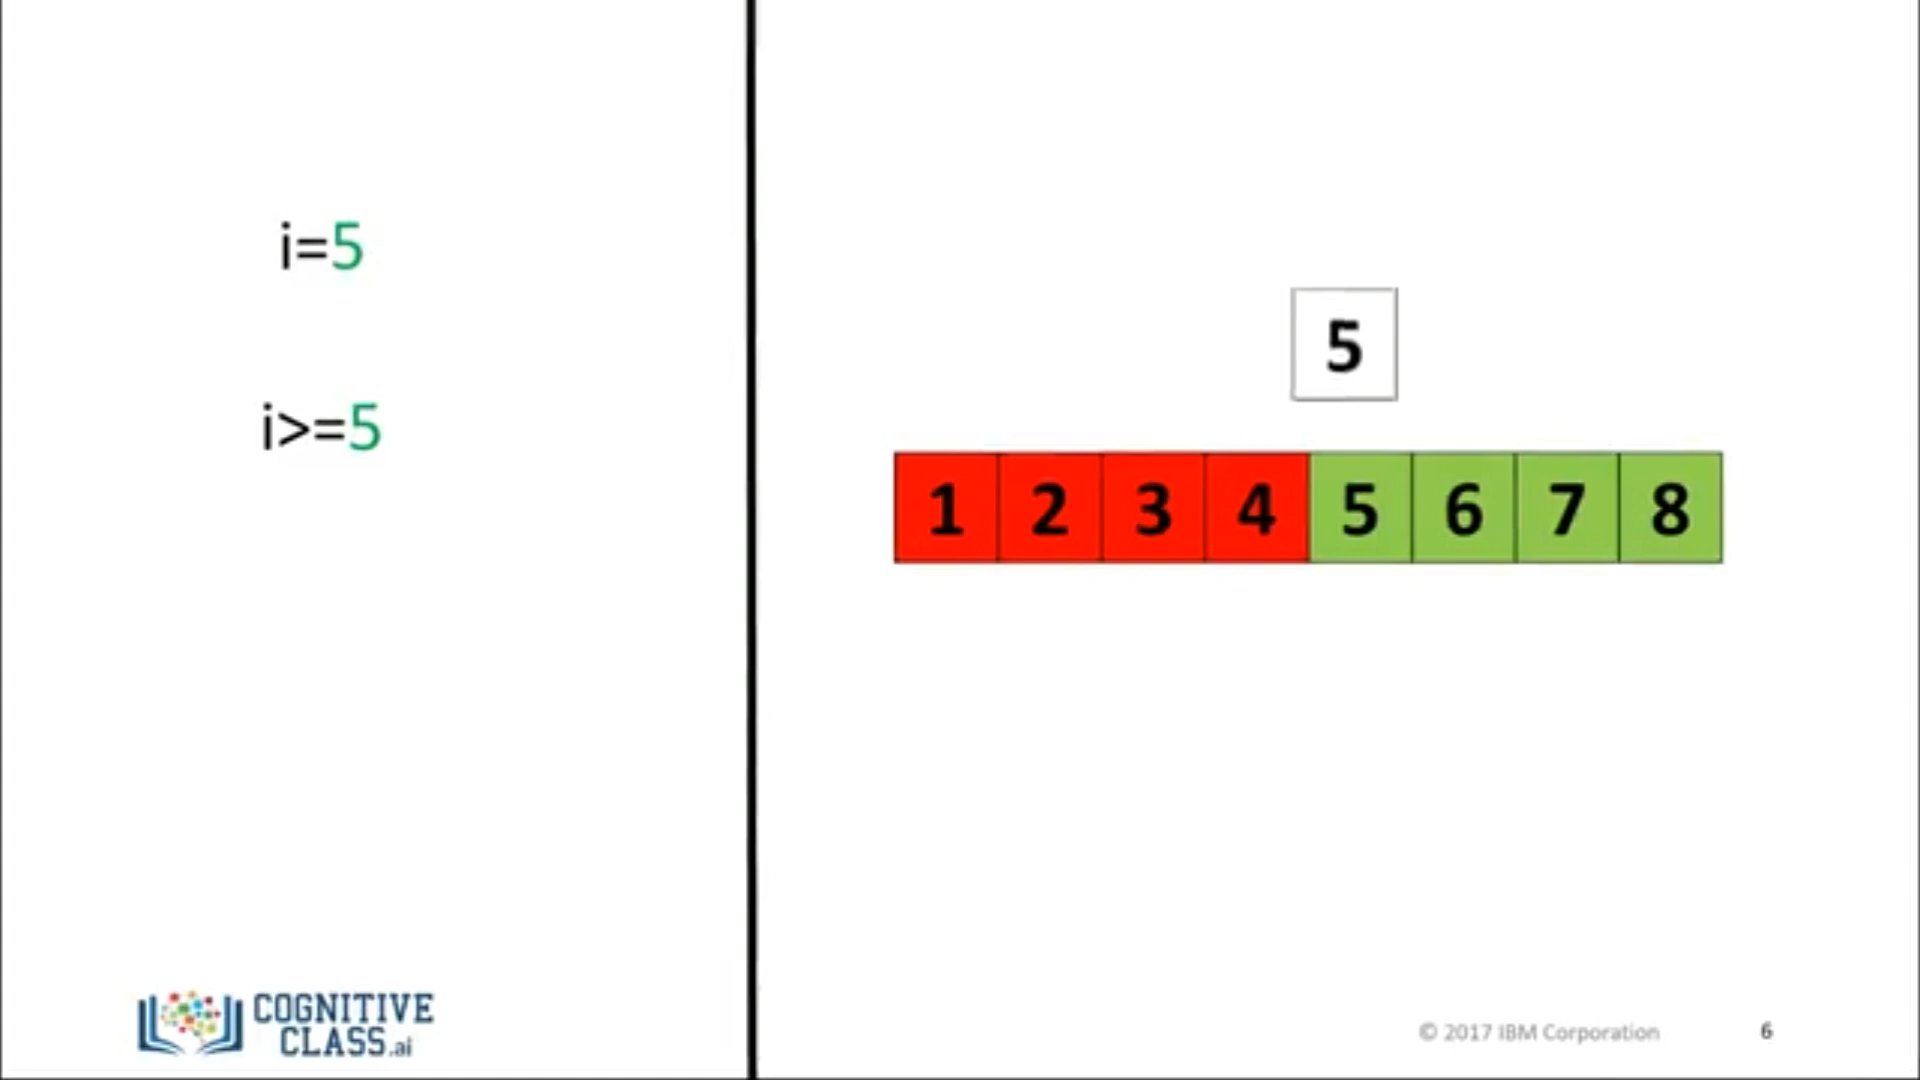 i=5
i>=5
5
1 2 3 4 5 6 7 8
COGNITIVE
CLASS.ai
© 2017 IBM Corporation 6